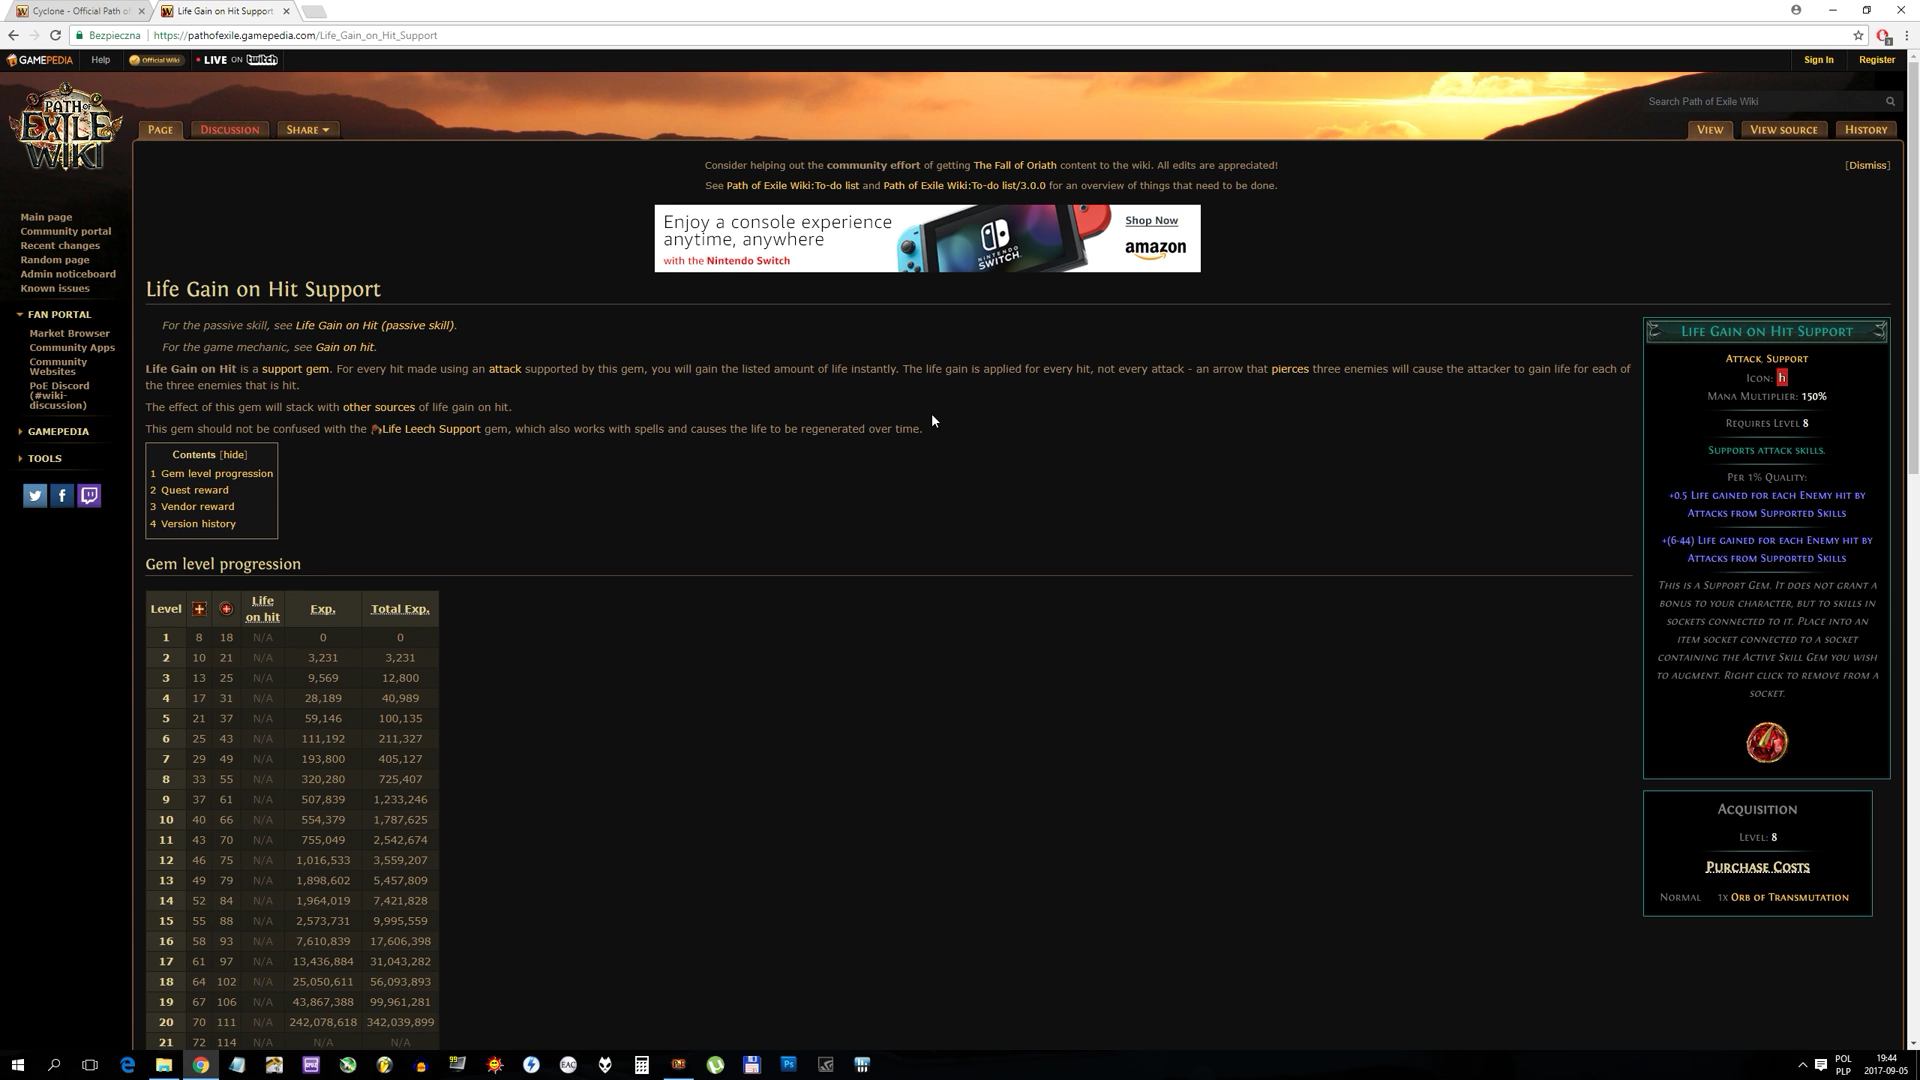 Cyclone - Official Path of
Life Gain on Hit Support
Bezpieczna
https://pathofexile.gamepedia.com/Life_Gain_on_Hit_Support
GAMEPEDIA
Help
Official Wiki
LIVE ON twitch
Sign In
Register
PATH OF EXILE WIKI
Search Path of Exile Wiki
PAGE
DISCUSSION
SHARE
VIEW
VIEW SOURCE
HISTORY
Consider helping out the community effort of getting The Fall of Oriath content to the wiki. All edits are appreciated!
[Dismiss]
See Path of Exile Wiki:To-do list and Path of Exile Wiki:To-do list/3.0.0 for an overview of things that need to be done.
Enjoy a console experience
anytime, anywhere
with the Nintendo Switch
NINTENDO
SWITCH
Shop Now
amazon
Main page
Community portal
Recent changes
Random page
Admin noticeboard
Known issues
FAN PORTAL
Market Browser
Community Apps
Community
Websites
PoE Discord
(#wiki-
discussion)
GAMEPEDIA
TOOLS
Life Gain on Hit Support
For the passive skill, see Life Gain on Hit (passive skill).
For the game mechanic, see Gain on hit.
Life Gain on Hit is a support gem. For every hit made using an attack supported by this gem, you will gain the listed amount of life instantly. The life gain is applied for every hit, not every attack - an arrow that pierces three enemies will cause the attacker to gain life for each of
the three enemies that is hit.
The effect of this gem will stack with other sources of life gain on hit.
This gem should not be confused with the Life Leech Support gem, which also works with spells and causes the life to be regenerated over time.
Contents [hide]
1 Gem level progression
2 Quest reward
3 Vendor reward
4 Version history
Gem level progression
Level Life on hit Exp. Total Exp.
1 8 18 N/A 0 0
2 10 21 N/A 3,231 3,231
3 13 25 N/A 9,569 12,800
4 17 31 N/A 28,189 40,989
5 21 37 N/A 59,146 100,135
6 25 43 N/A 111,192 211,327
7 29 49 N/A 193,800 405,127
8 33 55 N/A 320,280 725,407
9 37 61 N/A 507,839 1,233,246
10 40 66 N/A 554,379 1,787,625
11 43 70 N/A 755,049 2,542,674
12 46 75 N/A 1,016,533 3,559,207
13 49 79 N/A 1,898,602 5,457,809
14 52 84 N/A 1,964,019 7,421,828
15 55 88 N/A 2,573,731 9,995,559
16 58 93 N/A 7,610,839 17,606,398
17 61 97 N/A 13,436,884 31,043,282
18 64 102 N/A 25,050,611 56,093,893
19 67 106 N/A 43,867,388 99,961,281
20 70 111 N/A 242,078,618 342,039,899
21 72 114 N/A N/A N/A
LIFE GAIN ON HIT SUPPORT
ATTACK, SUPPORT
ICON: h
MANA MULTIPLIER: 150%
REQUIRES LEVEL 8
SUPPORTS ATTACK SKILLS.
PER 1% QUALITY:
+0.5 LIFE GAINED FOR EACH ENEMY HIT BY
ATTACKS FROM SUPPORTED SKILLS
+(6-44) LIFE GAINED FOR EACH ENEMY HIT BY
ATTACKS FROM SUPPORTED SKILLS
THIS IS A SUPPORT GEM. IT DOES NOT GRANT A
BONUS TO YOUR CHARACTER, BUT TO SKILLS IN
SOCKETS CONNECTED TO IT. PLACE INTO AN
ITEM SOCKET CONNECTED TO A SOCKET
CONTAINING THE ACTIVE SKILL GEM YOU WISH
TO AUGMENT. RIGHT CLICK TO REMOVE FROM A
SOCKET.
ACQUISITION
LEVEL: 8
PURCHASE COSTS
NORMAL 1X ORB OF TRANSMUTATION
99
EAC
Ps
POL
PLP
19:44
2017-09-05